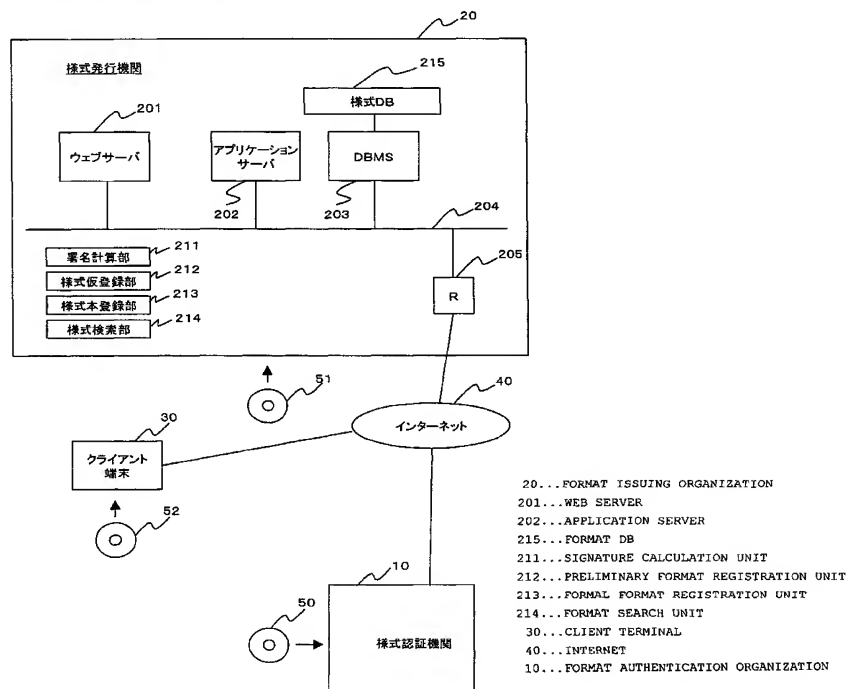 20
様式発行機関
215
様式DB
201
ウェブサーバ
アプリケーション
サーバ
DBMS
202
203
204
205
R
署名計算部
211
様式仮登録部
212
様式本登録部
213
様式検索部
214
51
40
インターネット
30
クライアント
端末
52
10
50
様式認証機関
20...FORMAT ISSUING ORGANIZATION
201...WEB SERVER
202...APPLICATION SERVER
215...FORMAT DB
211...SIGNATURE CALCULATION UNIT
212...PRELIMINARY FORMAT REGISTRATION UNIT
213...FORMAL FORMAT REGISTRATION UNIT
214...FORMAT SEARCH UNIT
30...CLIENT TERMINAL
40...INTERNET
10...FORMAT AUTHENTICATION ORGANIZATION